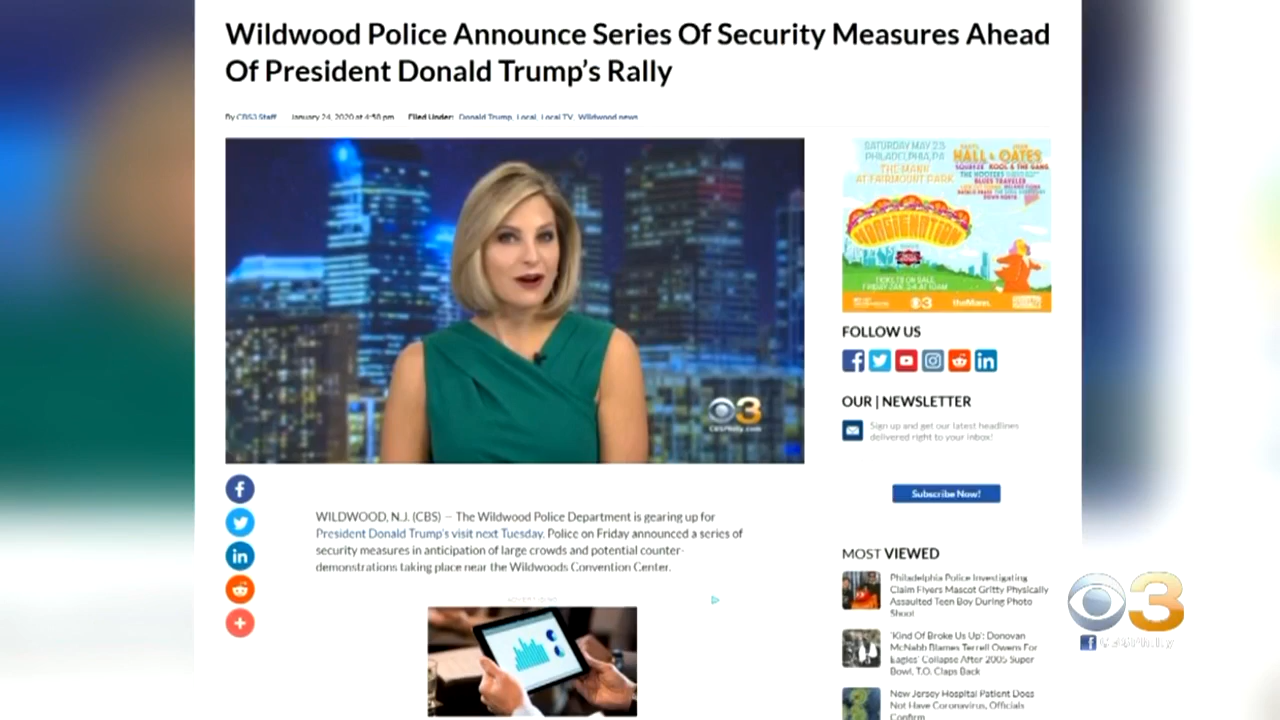 Wildwood Police Announce Series Of Security Measures Ahead
Of President Donald Trump's Rally
By CBS3 Staff January 24, 2020 at 4:58 pm Filed Under: Donald Trump, Local, Local TV, Wildwood news
3
CBSPhilly.com
SATURDAY MAY 23
PHILADELPHIA, PA
THE MANN
AT FAIRMOUNT PARK
HALL & OATES
SQUEEZE KOOL & THE GANG
THE HOOTERS
BLUES TRAVELER
DOWN NORTH
HOAGIENATION
TICKETS ON SALE
FRIDAY JAN. 24 AT 10AM
3
theMann.
FOLLOW US
OUR | NEWSLETTER
Sign up and get our latest headlines
delivered right to your inbox!
Subscribe Now!
WILDWOOD, N.J. (CBS) – The Wildwood Police Department is gearing up for
President Donald Trump's visit next Tuesday. Police on Friday announced a series of
security measures in anticipation of large crowds and potential counter-
demonstrations taking place near the Wildwoods Convention Center.
ADVERTISING
MOST VIEWED
Philadelphia Police Investigating
Claim Flyers Mascot Gritty Physically
Assaulted Teen Boy During Photo
Shoot
'Kind Of Broke Us Up': Donovan
McNabb Blames Terrell Owens For
Eagles' Collapse After 2005 Super
Bowl, T.O. Claps Back
New Jersey Hospital Patient Does
Not Have Coronavirus, Officials
Confirm
3
CBSPhilly